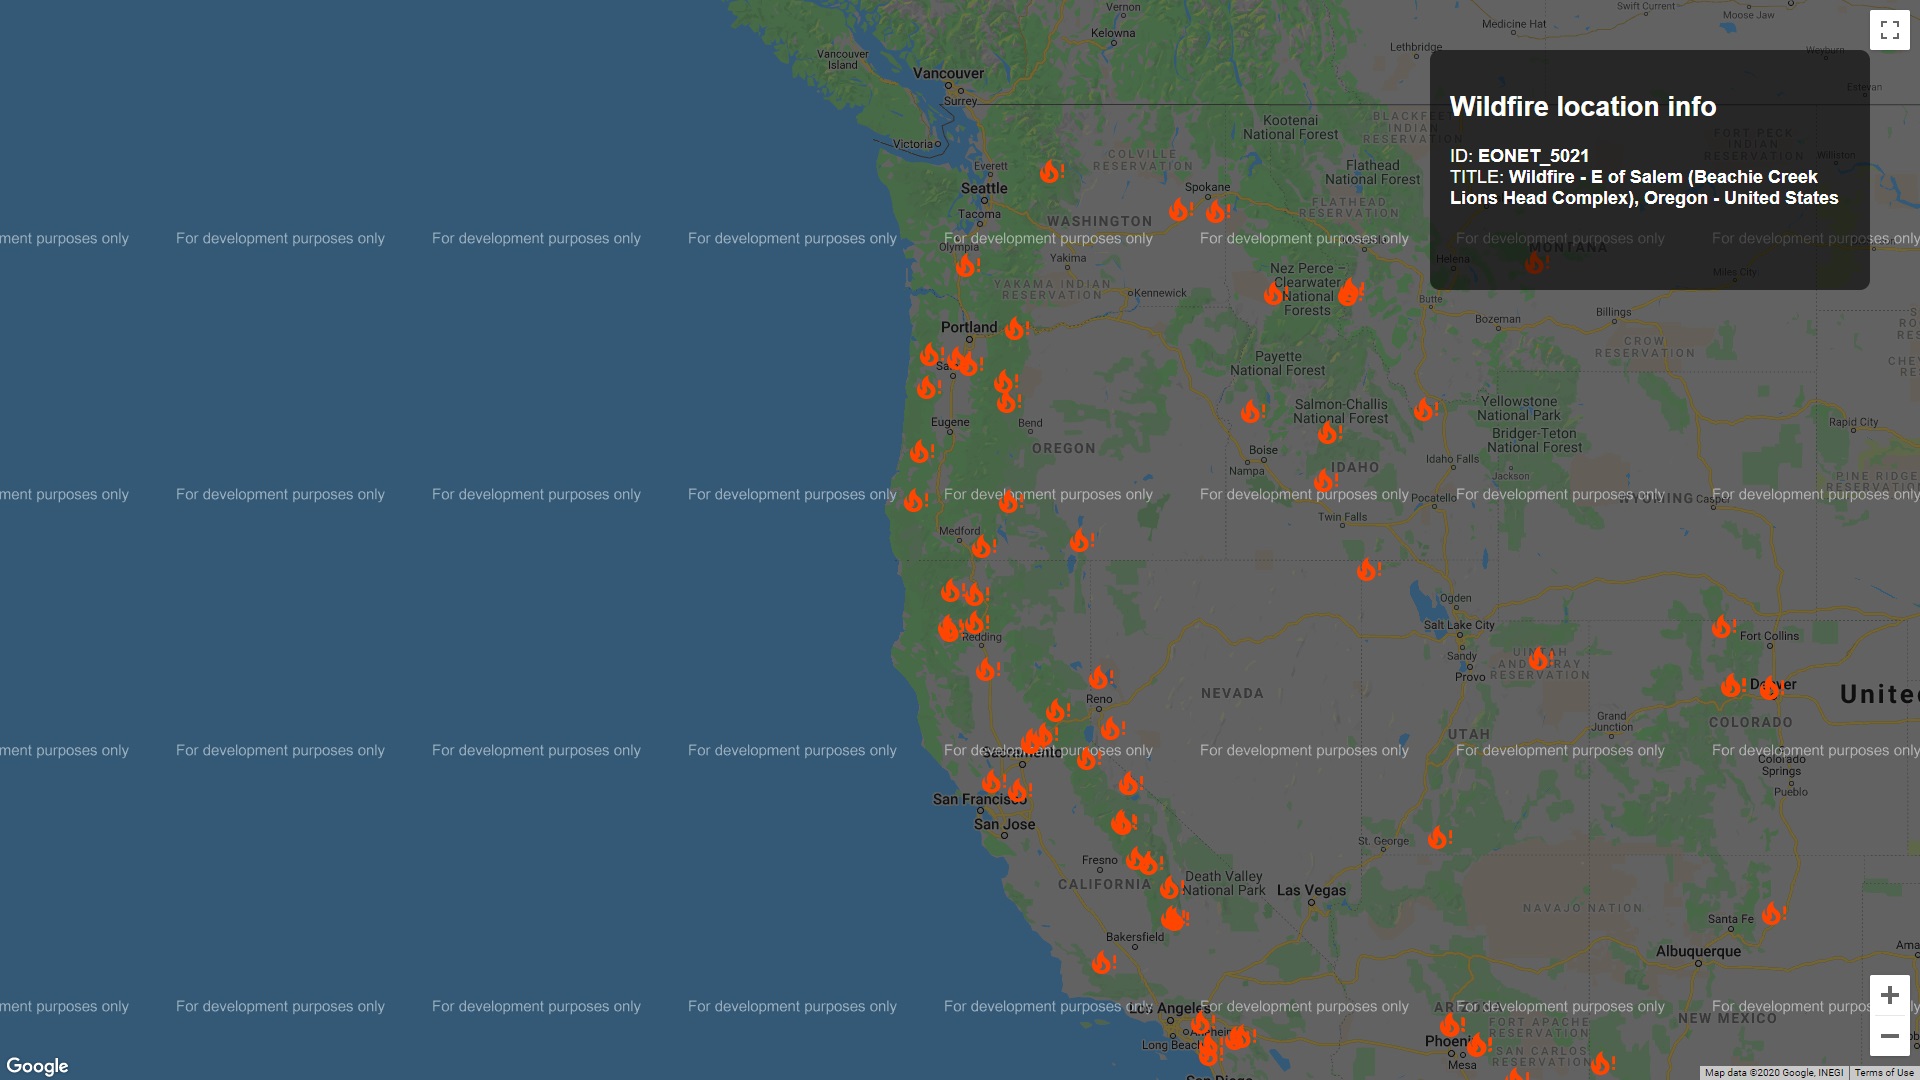 Wildfire location info
ID: EONET_5021
TITLE: Wildfire - E of Salem (Beachie Creek
Lions Head Complex), Oregon - United States
Vernon
Kelowna
Medicine Hat
Swift Current
Moose Jaw
Lethbridge
Weyburn
Estevan
Vancouver
Island
Vancouver
Surrey
Victoria
Kootenai
National Forest
BLACKFEET
INDIAN
RESERVATION
FORT PECK
INDIAN
RESERVATION
Williston
COLVILLE
RESERVATION
Everett
Flathead
National Forest
Seattle
Spokane
Tacoma
FLATHEAD
RESERVATION
WASHINGTON
ment purposes only
For development purposes only
For development purposes only
For development purposes only
For development purposes only
For development purposes only
For development purposes only
For development purposes only
Olympia
MONTANA
Yakima
Helena
Miles City
Nez Perce –
Clearwater
National
Forests
YAKAMA INDIAN
RESERVATION
Kennewick
Butte
Billings
Bozeman
Portland
CROW
RESERVATION
Payette
National Forest
Salmon-Challis
National Forest
Yellowstone
National Park
Bridger-Teton
National Forest
Eugene
Bend
OREGON
Rapid City
Boise
Nampa
IDAHO
Idaho Falls
Jackson
PINE RIDGE
RESERVATION
ment purposes only
For development purposes only
For development purposes only
For development purposes only
For development purposes only
For development purposes only
For development purposes only
For development purposes only
Pocatello
WYOMING
Casper
Twin Falls
Medford
Ogden
Salt Lake City
Sandy
Provo
Redding
Fort Collins
UINTAH
AND OURAY
RESERVATION
Denver
United
NEVADA
Reno
Grand
Junction
COLORADO
UTAH
ment purposes only
For development purposes only
For development purposes only
For development purposes only
For development purposes only
For development purposes only
For development purposes only
For development purposes only
Sacramento
Colorado
Springs
Pueblo
San Francisco
San Jose
St. George
Fresno
CALIFORNIA
Death Valley
National Park
Las Vegas
NAVAJO NATION
Santa Fe
Bakersfield
Albuquerque
Ama
ment purposes only
For development purposes only
For development purposes only
For development purposes only
For development purposes only
For development purposes only
For development purposes only
For development purposes only
Los Angeles
ARIZONA
NEW MEXICO
Anaheim
Long Beach
FORT APACHE
RESERVATION
Phoenix
SAN CARLOS
RESERVATION
Mesa
San Diego
Google
Map data ©2020 Google, INEGI
Terms of Use